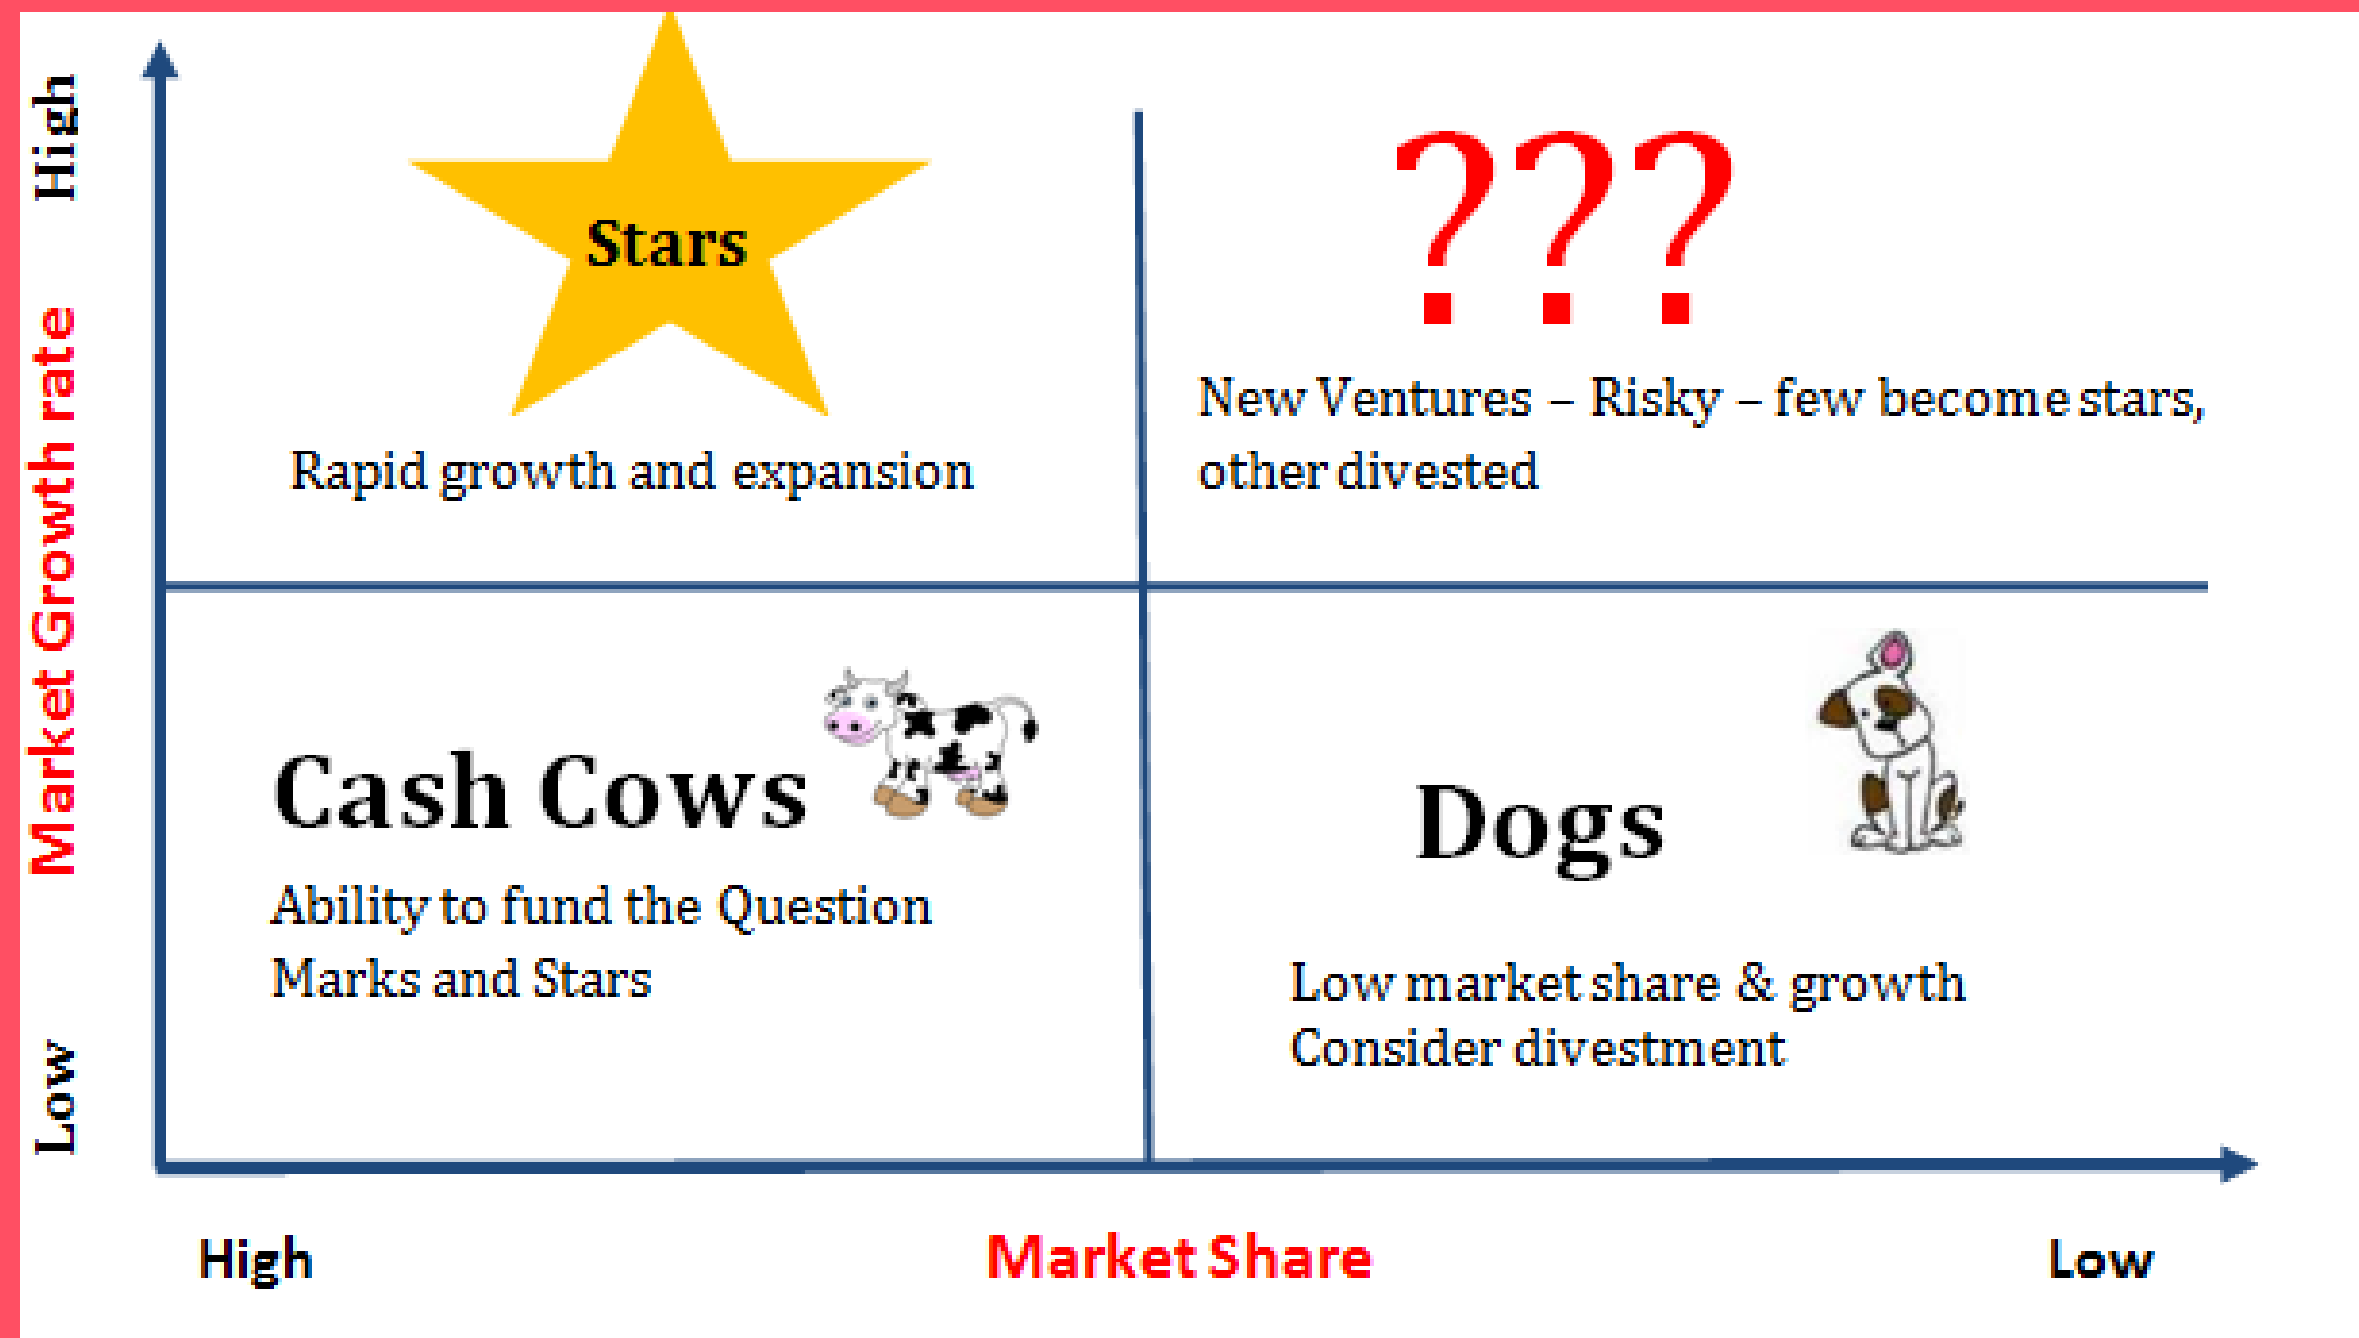 High
Market Growth rate
Low
Stars
Rapid growth and expansion
???
New Ventures – Risky – few become stars,
other divested
Cash Cows
Ability to fund the Question
Marks and Stars
Dogs
Low market share & growth
Consider divestment
High
Market Share
Low